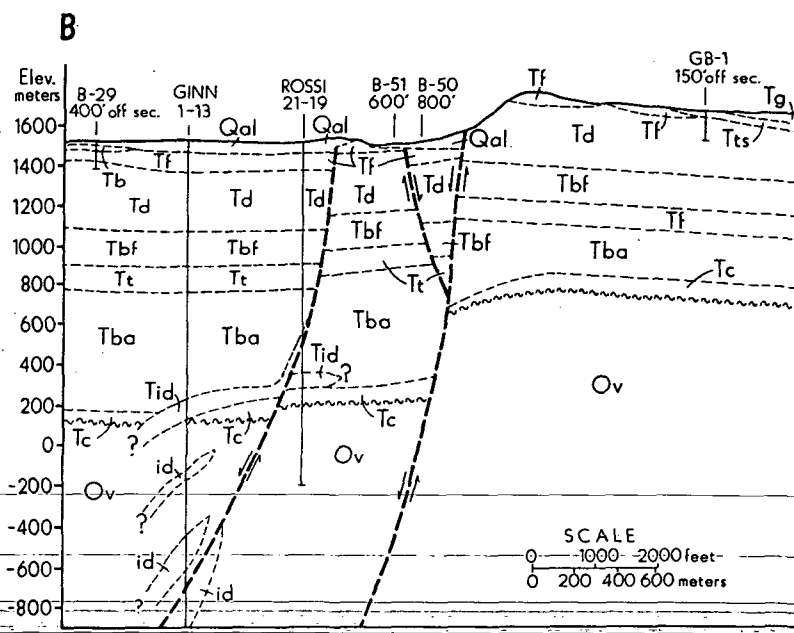 B
Elev.
meters
B-29
400' off sec.
GINN
1-13
ROSSI
21-19
B-51
600'
B-50
800'
GB-1
150' off sec.
Qal
Qal
Qal
Tf
Tg
1600
1400
1200
1000
800
600
400
200
0
-200
-400
-600
-800
Tf
Tb
Td
Td
Td
Tf
Td
Td
Td
Tf
Tts
Tbf
Tbf
Tbf
Tbf
Tbf
Tf
Tt
Tt
Tt
Tba
Tc
Tba
Tba
Tba
Tid
?
Tid
Tc
Tc
Tc
?
Ov
Ov
Ov
id
?
id
?
id
SCALE
0 1000 2000 feet
0 200 400 600 meters